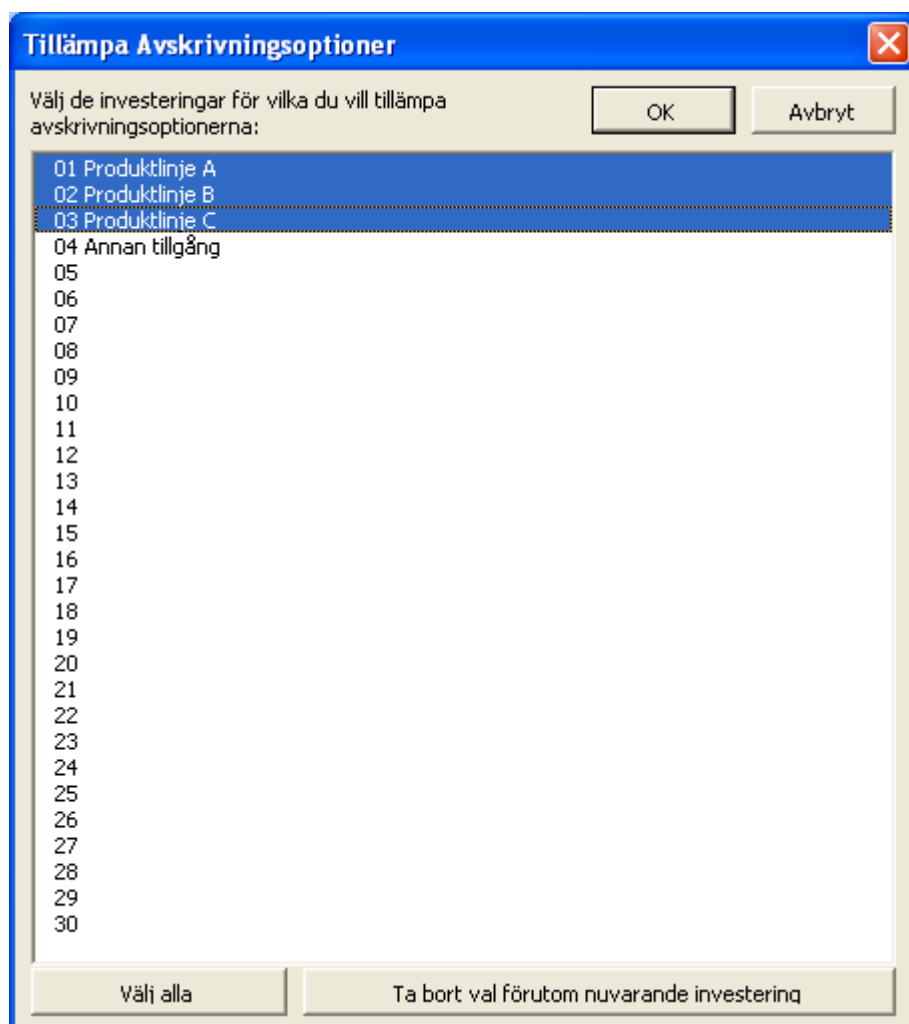 Tillämpa Avskrivningsoptioner
Välj de investeringar för vilka du vill tillämpa
avskrivningsoptionerna:
OK
Avbryt
01 Produktlinje A
02 Produktlinje B
03 Produktlinje C
04 Annan tillgång
05
06
07
08
09
10
11
12
13
14
15
16
17
18
19
20
21
22
23
24
25
26
27
28
29
30
Välj alla
Ta bort val förutom nuvarande investering